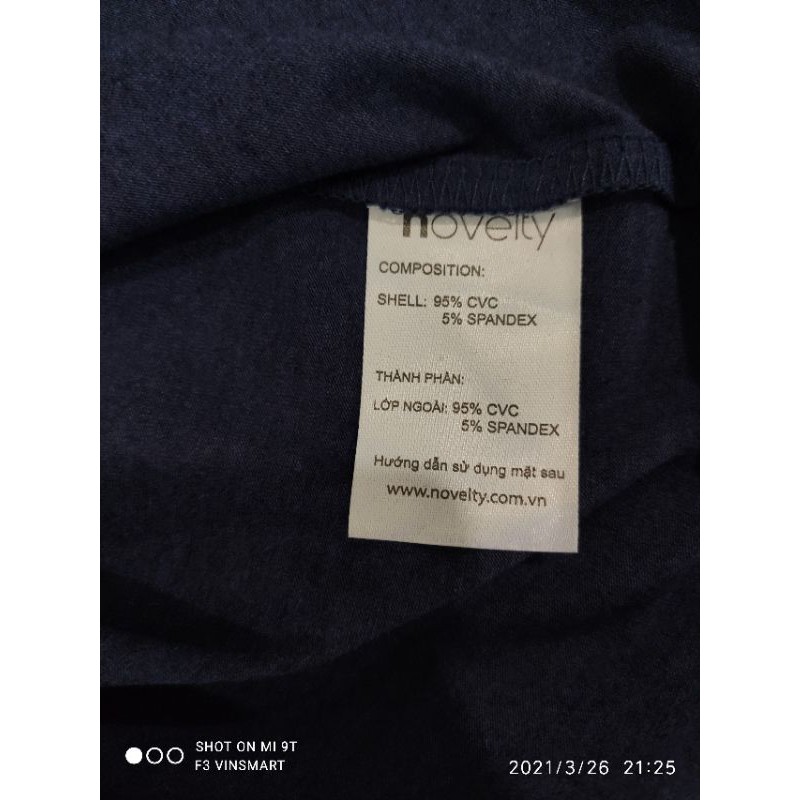 novelty
COMPOSITION:
SHELL: 95% CVC
5% SPANDEX
THÀNH PHẦN:
LỚP NGOÀI: 95% CVC
5% SPANDEX
Hướng dẫn sử dụng mặt sau
www.novelty.com.vn
SHOT ON MI 9T
F3 VINSMART
2021/3/26 21:25